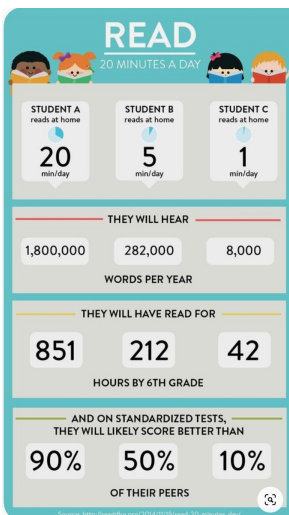 READ
20 MINUTES A DAY
STUDENT A STUDENT B STUDENT C
reads at home reads at home reads at home
20 5 1
min/day min/day min/day
THEY WILL HEAR
1,800,000 282,000 8,000
WORDS PER YEAR
THEY WILL HAVE READ FOR
851 212 42
HOURS BY 6TH GRADE
AND ON STANDARDIZED TESTS,
THEY WILL LIKELY SCORE BETTER THAN
90% 50% 10%
OF THEIR PEERS